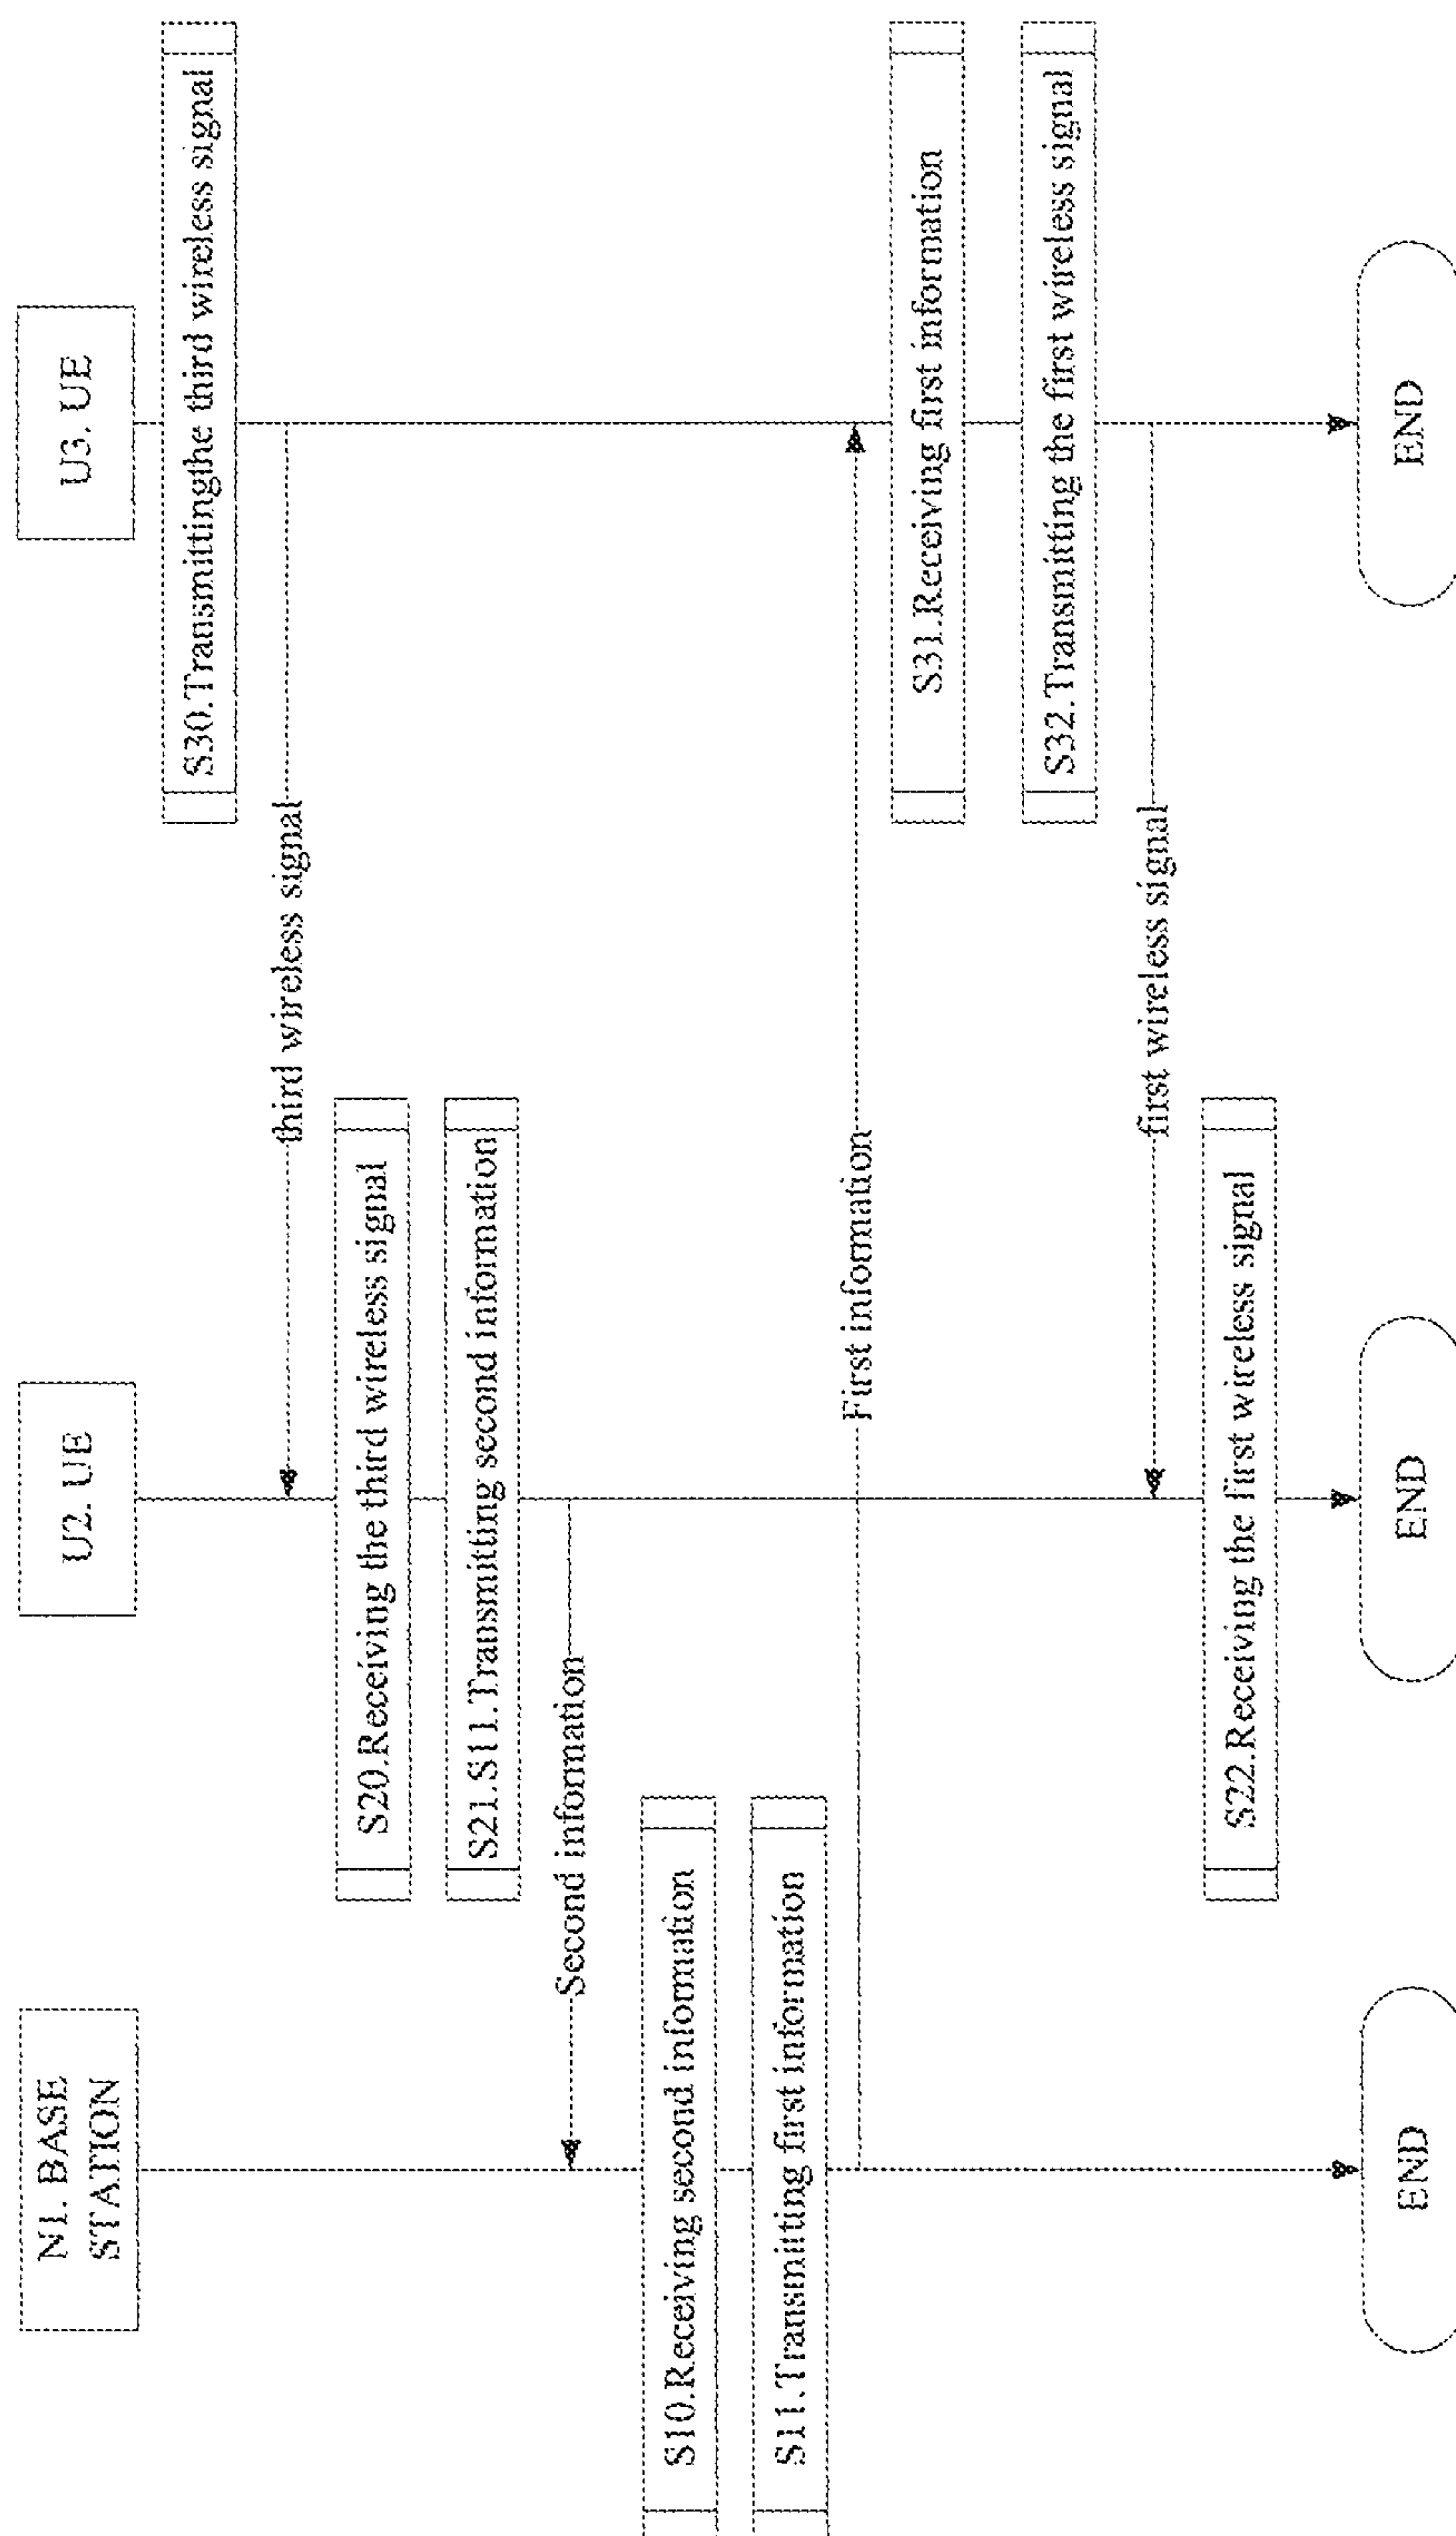 N1. BASE
STATION
U2. UE
U3. UE
S30.Transmittingthe third wireless signal
third wireless signal
S20.Receiving the third wireless signal
S21.S11.Transmitting second information
Second information
S10.Receiving second information
S11.Transmitting first information
First information
S31.Receiving first information
S32.Transmitting the first wireless signal
first wireless signal
S22.Receiving the first wireless signal
END
END
END